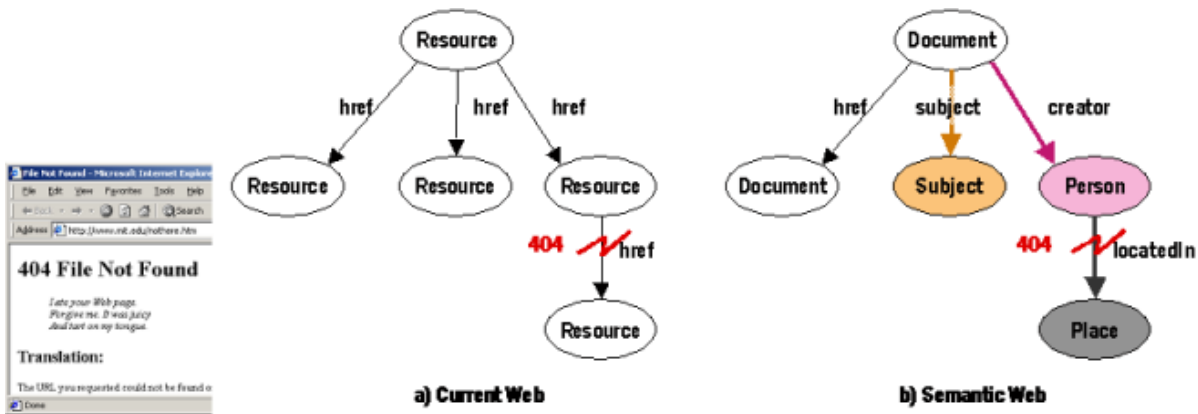 File Not Found - Microsoft Internet Explore
File Edit View Favorites Tools Help
Back Search
Address http://www.mit.edu/nothere.htm
404 File Not Found
I ate your Web page.
Forgive me. It was juicy
And tart on my tongue.
Translation:
The URL you requested could not be found o
Done
Resource
href href href
Resource Resource Resource
404 href
Resource
a) Current Web
Document
href subject creator
Document Subject Person
404 locatedIn
Place
b) Semantic Web